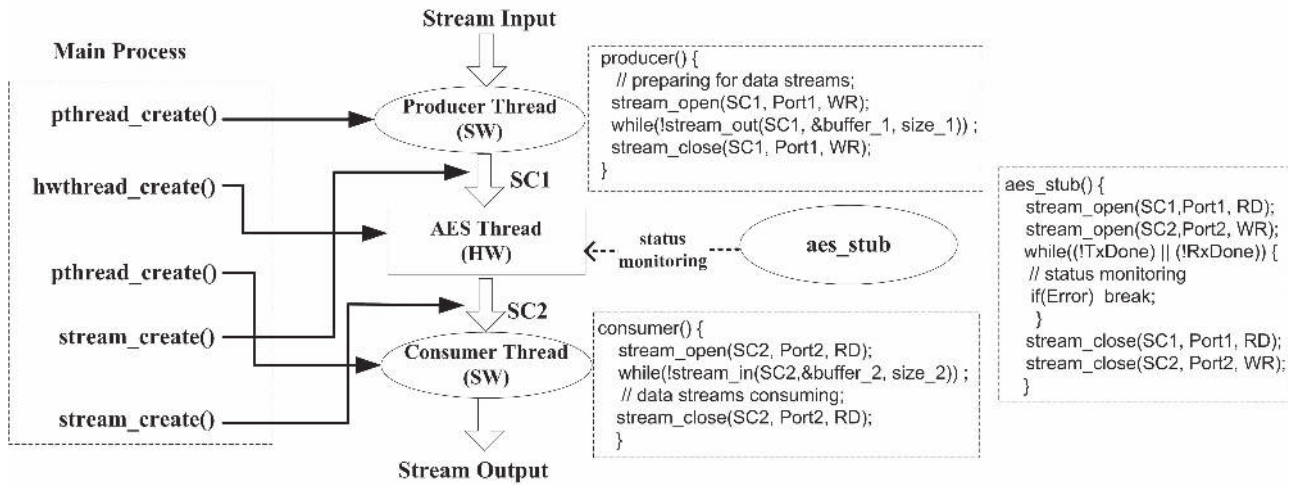 Stream Input
Main Process
pthread_create()
hwthread_create()
pthread_create()
stream_create()
stream_create()
Producer Thread
(SW)
SC1
AES Thread
(HW)
SC2
Consumer Thread
(SW)
Stream Output
status
monitoring
aes_stub
producer() {
// preparing for data streams;
stream_open(SC1, Port1, WR);
while(!stream_out(SC1, &buffer_1, size_1)) ;
stream_close(SC1, Port1, WR);
}
aes_stub() {
stream_open(SC1,Port1, RD);
stream_open(SC2,Port2, WR);
while((!TxDone) || (!RxDone)) {
// status monitoring
if(Error) break;
}
stream_close(SC1, Port1, RD);
stream_close(SC2, Port2, WR);
}
consumer() {
stream_open(SC2, Port2, RD);
while(!stream_in(SC2,&buffer_2, size_2)) ;
// data streams consuming;
stream_close(SC2, Port2, RD);
}